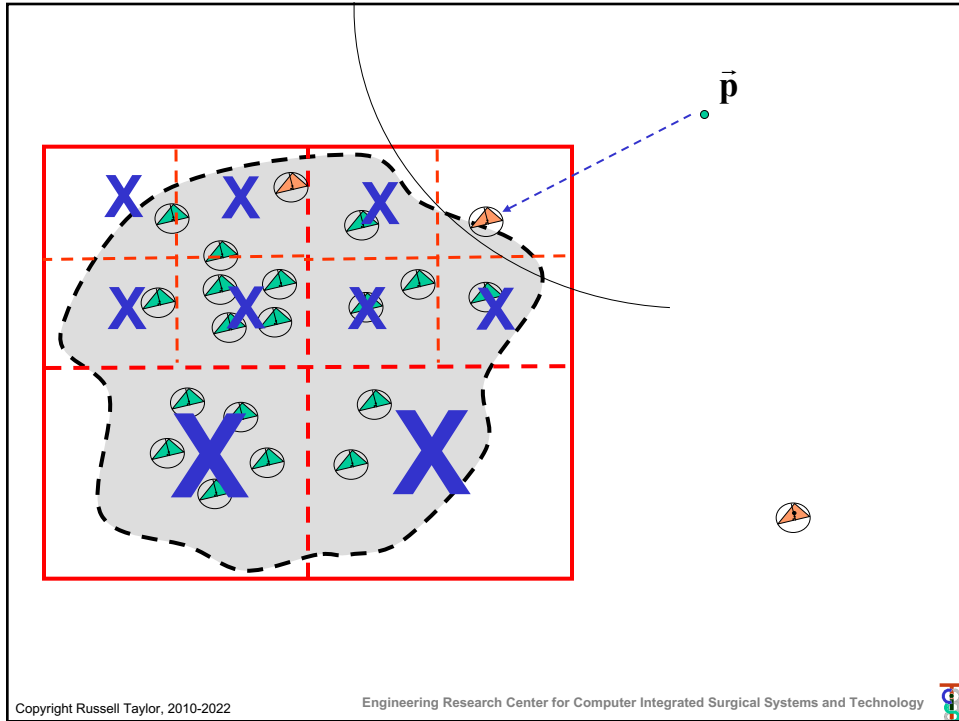 p
X X X
X X X X
X X
Copyright Russell Taylor, 2010-2022
Engineering Research Center for Computer Integrated Surgical Systems and Technology